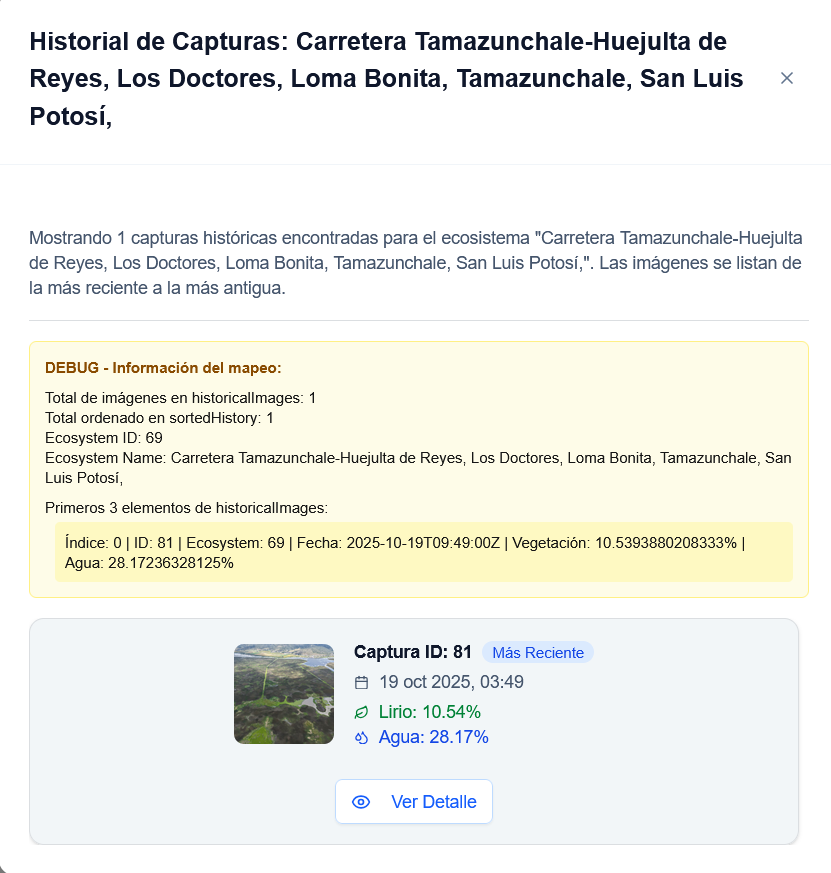 Historial de Capturas: Carretera Tamazunchale-Huejulta de
Reyes, Los Doctores, Loma Bonita, Tamazunchale, San Luis
Potosí,
Mostrando 1 capturas históricas encontradas para el ecosistema "Carretera Tamazunchale-Huejulta
de Reyes, Los Doctores, Loma Bonita, Tamazunchale, San Luis Potosí,". Las imágenes se listan de
la más reciente a la más antigua.
DEBUG - Información del mapeo:
Total de imágenes en historicalImages: 1
Total ordenado en sortedHistory: 1
Ecosystem ID: 69
Ecosystem Name: Carretera Tamazunchale-Huejulta de Reyes, Los Doctores, Loma Bonita, Tamazunchale, San
Luis Potosí,
Primeros 3 elementos de historicalImages:
Índice: 0 | ID: 81 | Ecosystem: 69 | Fecha: 2025-10-19T09:49:00Z | Vegetación: 10.5393880208333% |
Agua: 28.17236328125%
Captura ID: 81 Más Reciente
19 oct 2025, 03:49
Lirio: 10.54%
Agua: 28.17%
Ver Detalle